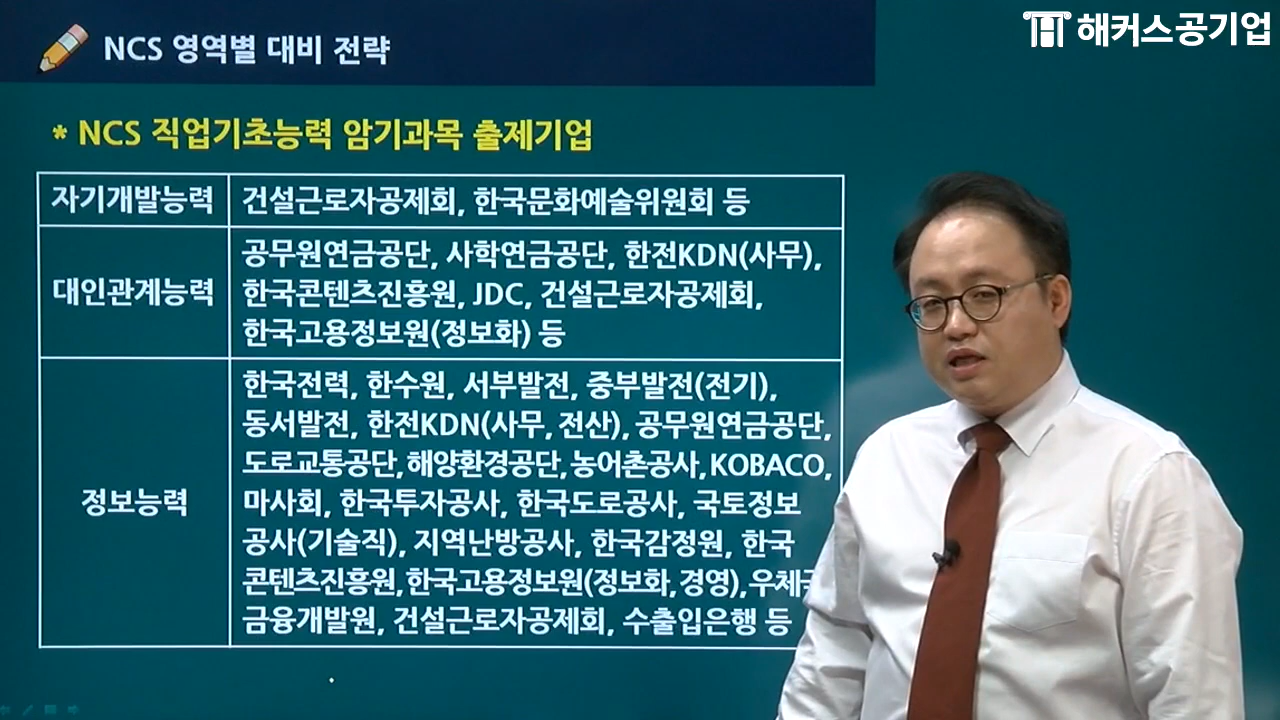 해커스공기업
NCS 영역별 대비 전략
* NCS 직업기초능력 암기과목 출제기업
자기개발능력
건설근로자공제회, 한국문화예술위원회 등
대인관계능력
공무원연금공단, 사학연금공단, 한전KDN(사무),
한국콘텐츠진흥원, JDC, 건설근로자공제회,
한국고용정보원(정보화) 등
정보능력
한국전력, 한수원, 서부발전, 중부발전(전기),
동서발전, 한전KDN(사무, 전산), 공무원연금공단,
도로교통공단, 해양환경공단, 농어촌공사, KOBACO,
마사회, 한국투자공사, 한국도로공사, 국토정보
공사(기술직), 지역난방공사, 한국감정원, 한국
콘텐츠진흥원, 한국고용정보원(정보화, 경영), 우체국
금융개발원, 건설근로자공제회, 수출입은행 등